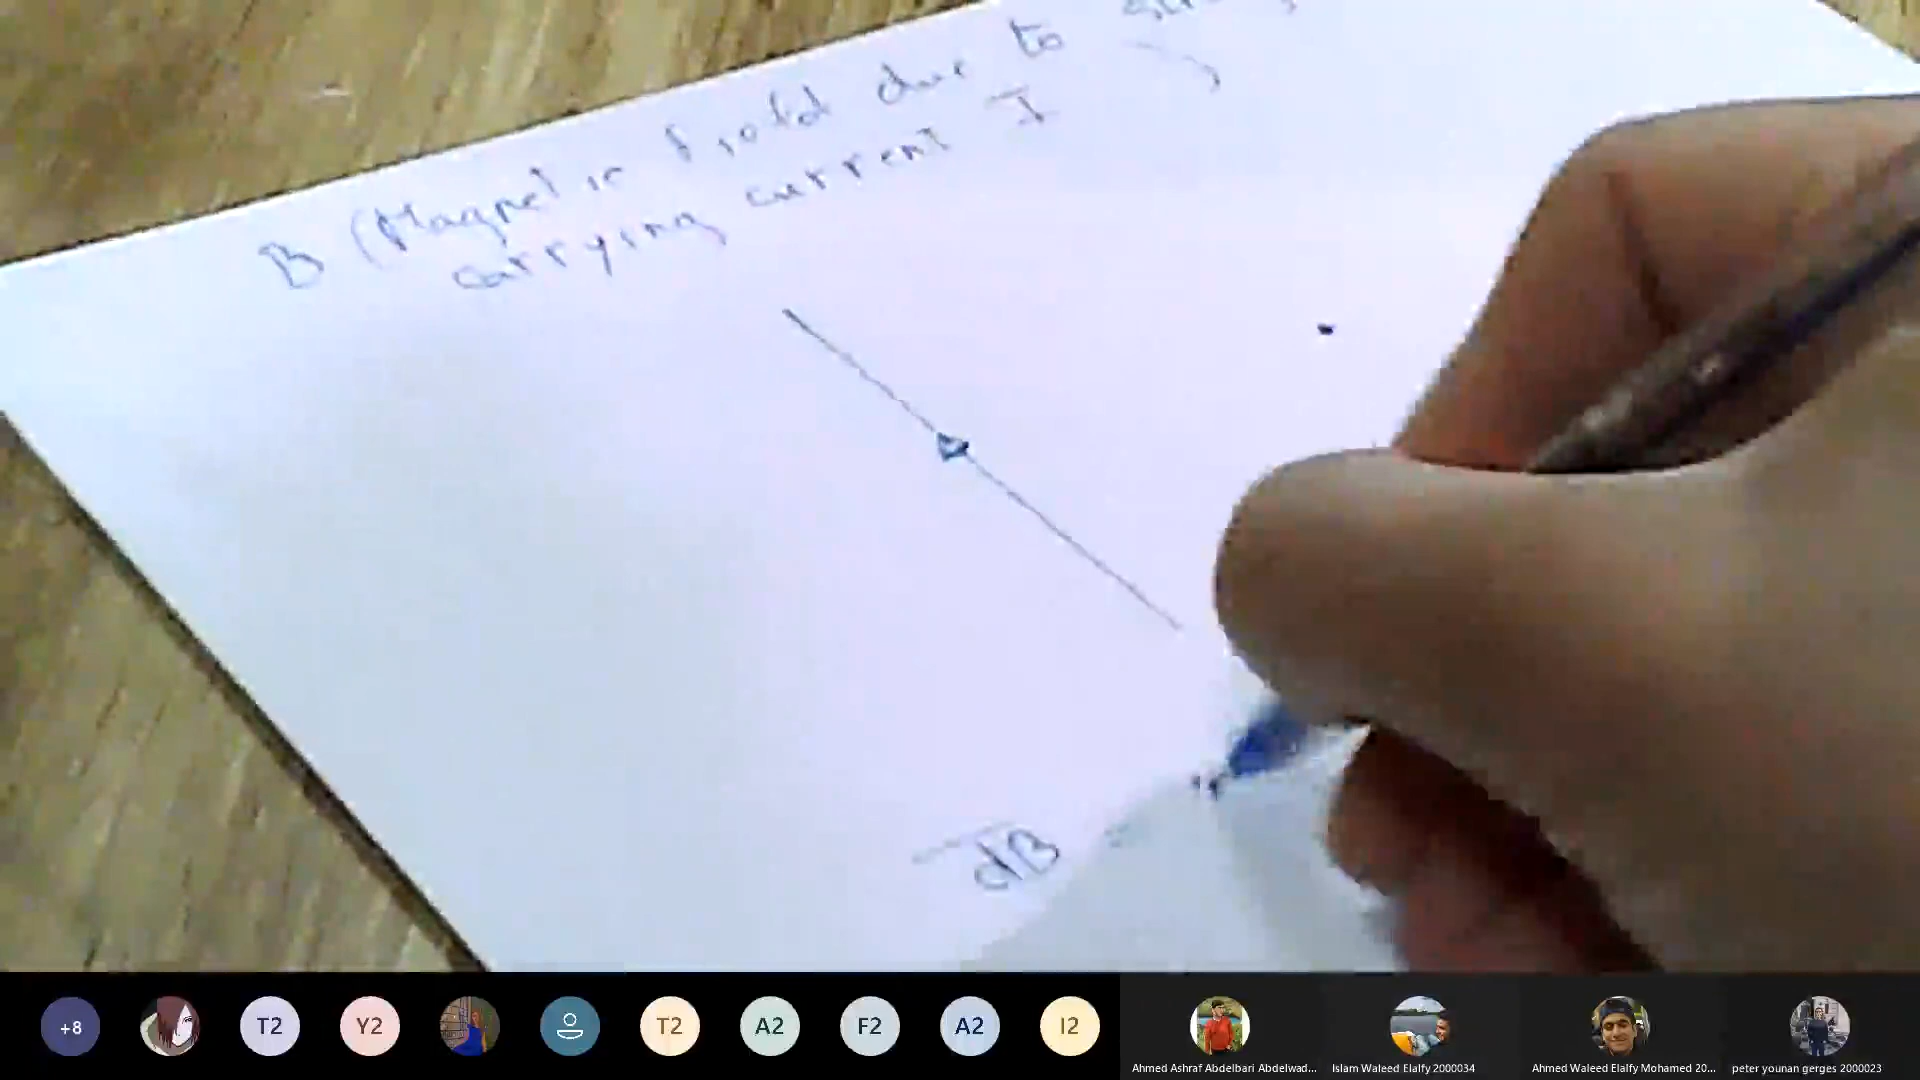 B (Magnetic field due to
carrying current I
dB =
+8
T2
Y2
T2
A2
F2
A2
I2
Ahmed Ashraf Abdelbari Abdelwad...
Islam Waleed Elalfy 2000034
Ahmed Waleed Elalfy Mohamed 20...
peter younan gerges 2000023